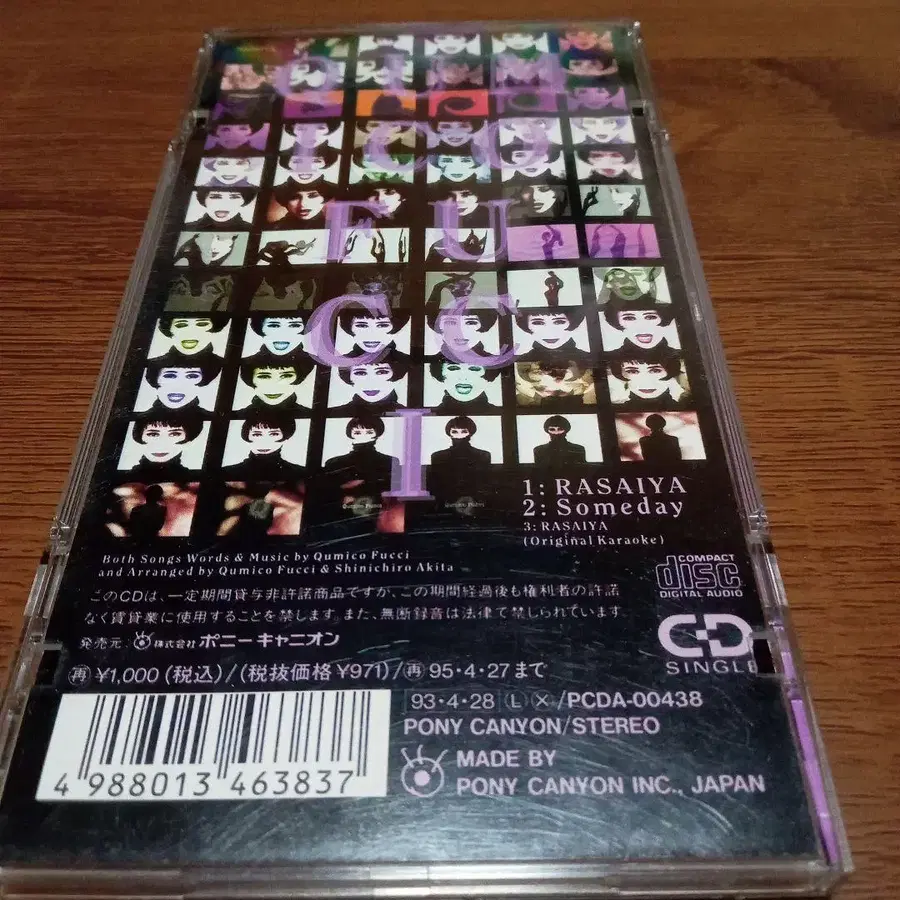 QUM
ICO
FU
CC
I
1: RASAIYA
2: Someday
3: RASAIYA
(Original Karaoke)
Both Songs Words & Music by Qumico Fucci
and Arranged by Qumico Fucci & Shinichiro Akita
COMPACT
disc
DIGITAL AUDIO
このCDは、一定期間貸与非許諾商品ですが、この期間経過後も権利者の許諾
なく賃貸業に使用することを禁じます。また、無断録音は法律で禁じられています
発売元: 株式会社 ポニーキャニオン
CD
SINGLE
再 ¥1,000 (税込)/(税抜価格 ¥971)/再 95・4・27まで
93・4・28 L X /PCDA-00438
PONY CANYON/STEREO
MADE BY
PONY CANYON INC., JAPAN
4 988013 463837